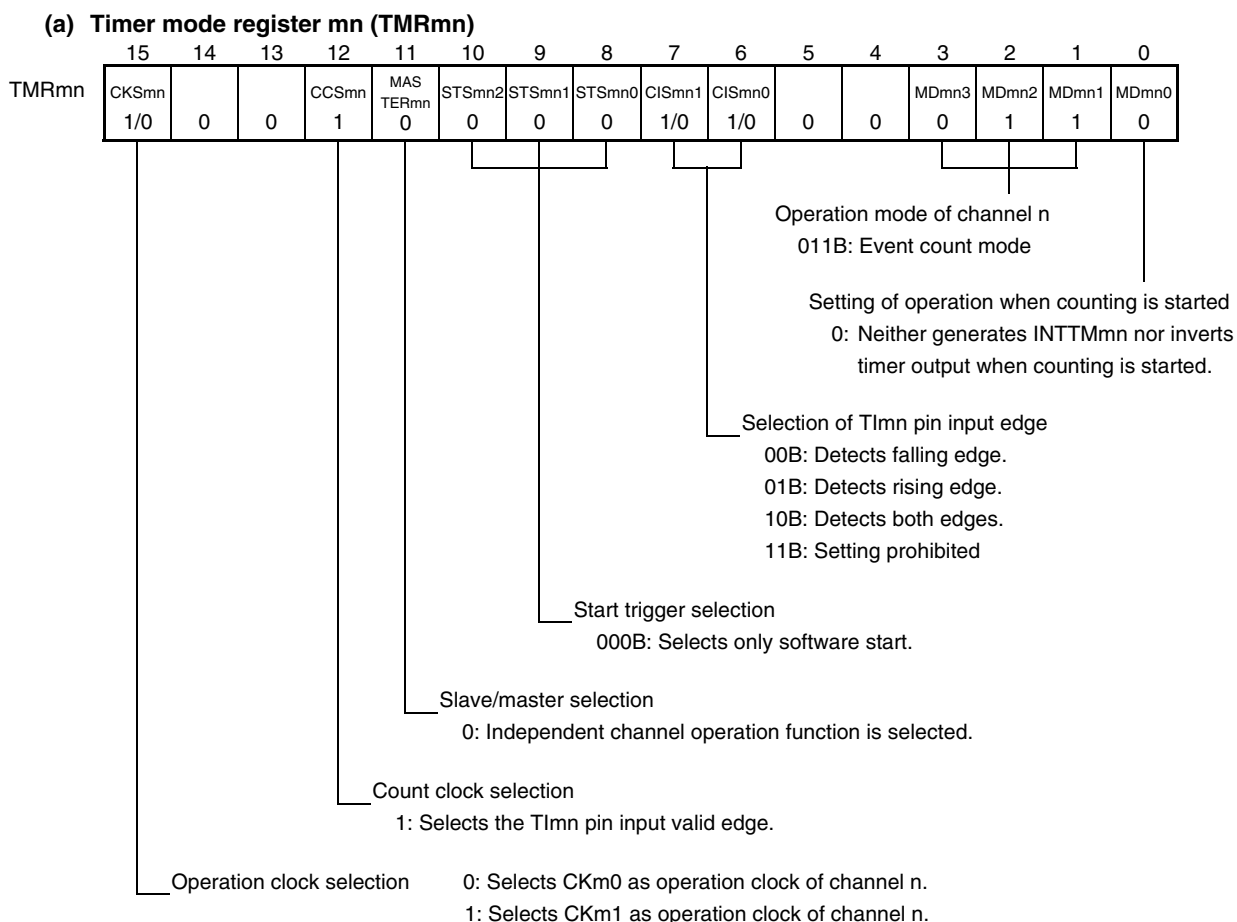 (a) Timer mode register mn (TMRmn)
15 14 13 12 11 10 9 8 7 6 5 4 3 2 1 0
TMRmn CKSmn CCSmn MAS TERmn STSmn2 STSmn1 STSmn0 CISmn1 CISmn0 MDmn3 MDmn2 MDmn1 MDmn0
1/0 0 0 1 0 0 0 0 1/0 1/0 0 0 0 1 1 0
Operation mode of channel n
011B: Event count mode
Setting of operation when counting is started
0: Neither generates INTTMmn nor inverts
timer output when counting is started.
Selection of TImn pin input edge
00B: Detects falling edge.
01B: Detects rising edge.
10B: Detects both edges.
11B: Setting prohibited
Start trigger selection
000B: Selects only software start.
Slave/master selection
0: Independent channel operation function is selected.
Count clock selection
1: Selects the TImn pin input valid edge.
Operation clock selection 0: Selects CKm0 as operation clock of channel n.
1: Selects CKm1 as operation clock of channel n.